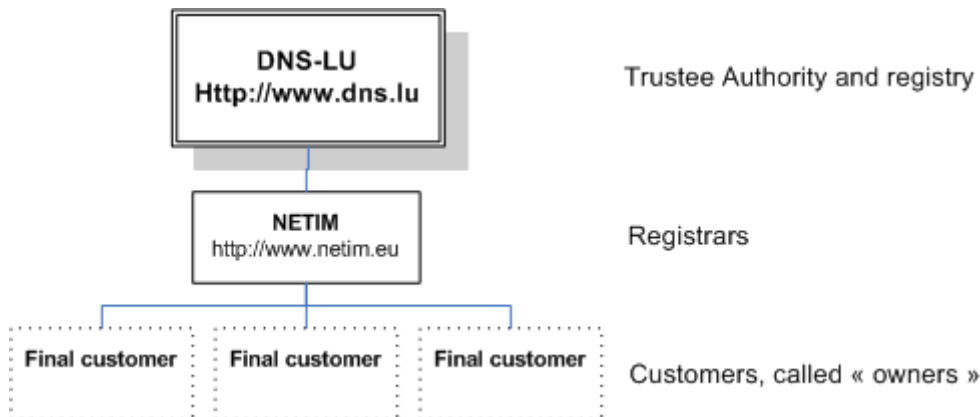 DNS-LU
Http://www.dns.lu
Trustee Authority and registry
NETIM
http://www.netim.eu
Registrars
Final customer
Final customer
Final customer
Customers, called « owners »